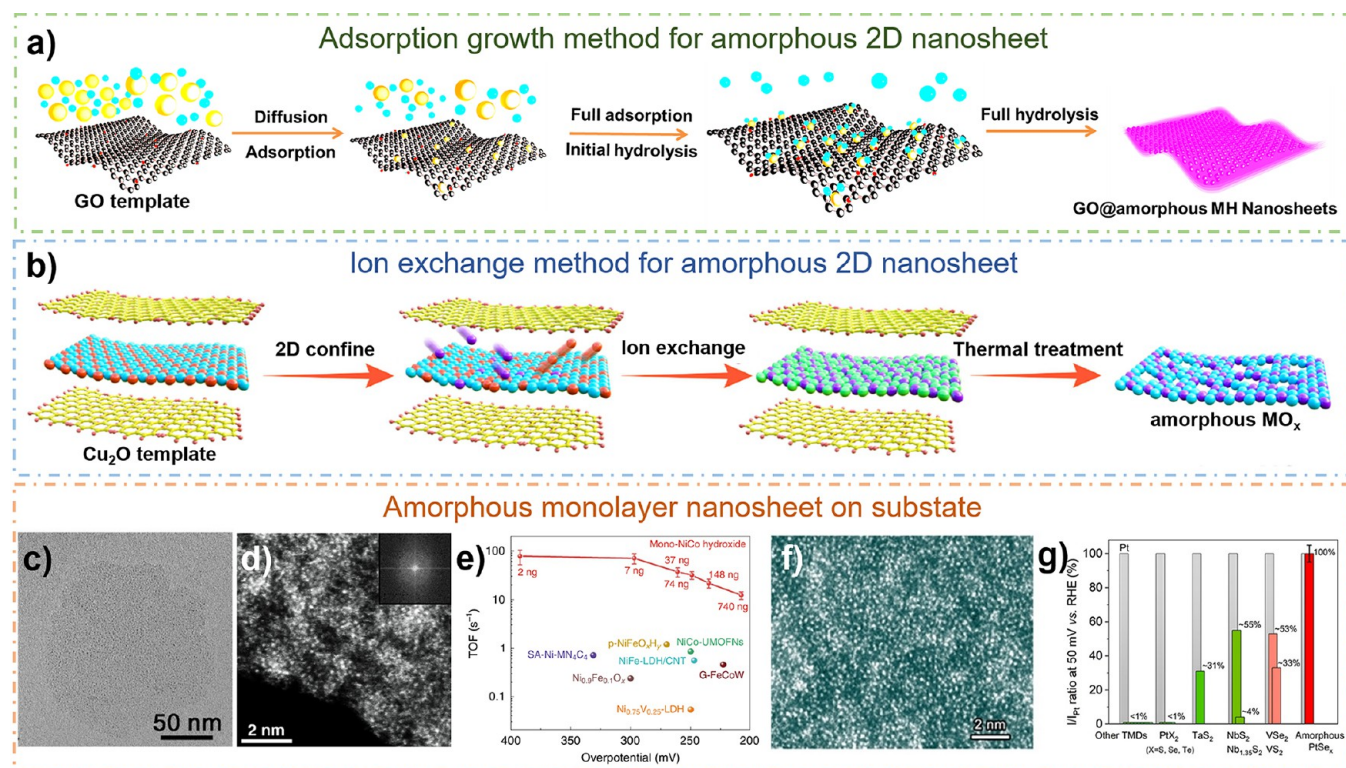 a)
Adsorption growth method for amorphous 2D nanosheet
Diffusion
Adsorption
Full adsorption
Initial hydrolysis
Full hydrolysis
GO template
GO@amorphous MH Nanosheets
b)
Ion exchange method for amorphous 2D nanosheet
2D confine
Ion exchange
Thermal treatment
Cu2O template
amorphous MOx
Amorphous monolayer nanosheet on substate
c)
50 nm
d)
2 nm
e)
TOF (s⁻¹)
100
10
1
0.1
Mono-NiCo hydroxide
2 ng
7 ng
37 ng
74 ng
148 ng
740 ng
p-NiFeOxHy
NiCo-UMOFNs
SA-Ni-MN4C4
NiFe-LDH/CNT
G-FeCoW
Ni0.9Fe0.1Ox
Ni0.75V0.25-LDH
400 350 300 250 200
Overpotential (mV)
f)
2 nm
g)
I/IPt ratio at 50 mV vs. RHE (%)
100
80
60
40
20
0
Pt
<1%
<1%
~31%
~55%
~4%
~53%
~33%
100%
Other TMDs PtX2 TaS2 NbS2 VSe2 Amorphous
(X=S, Se, Te) Nb1.35S2 VS2 PtSex